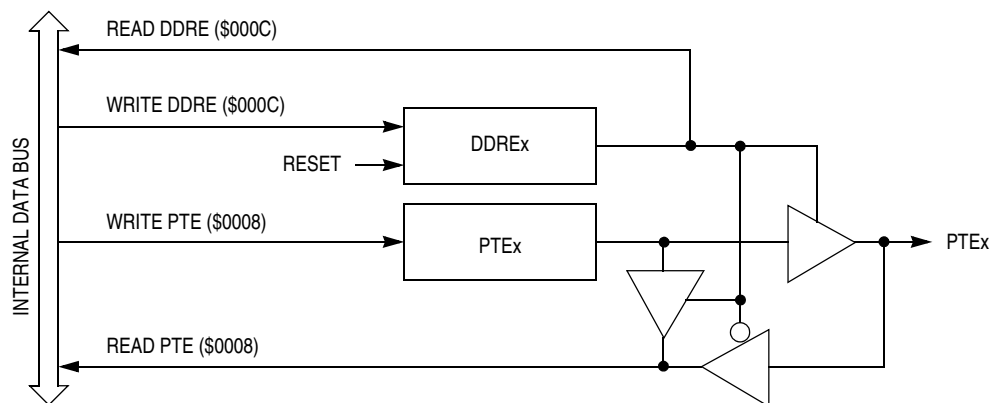 READ DDRE ($000C)
WRITE DDRE ($000C)
DDREx
RESET
WRITE PTE ($0008)
PTEx
PTEx
READ PTE ($0008)
INTERNAL DATA BUS